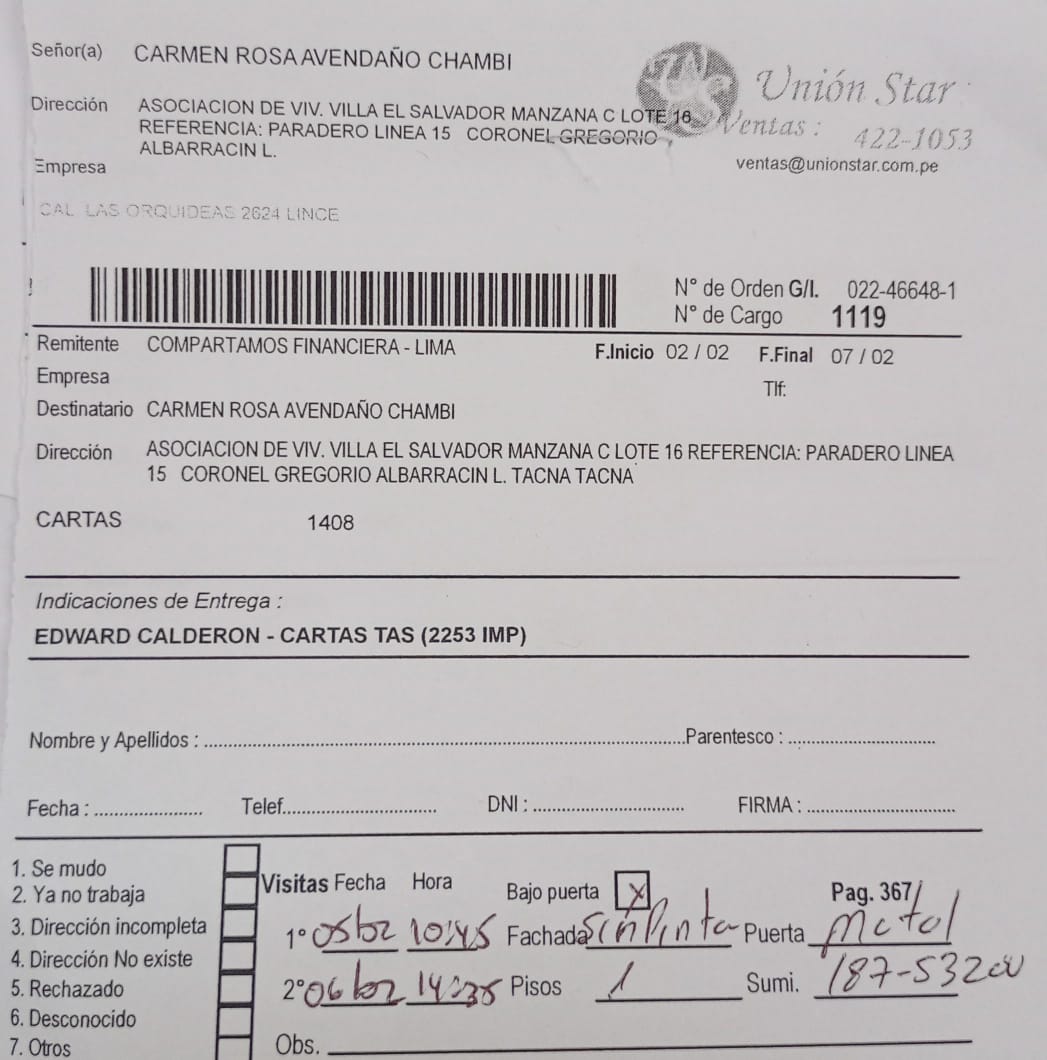 Señor(a) CARMEN ROSA AVENDAÑO CHAMBI
Unión Star
Dirección ASOCIACION DE VIV. VILLA EL SALVADOR MANZANA C LOTE 16
Ventas : 422-1053
REFERENCIA: PARADERO LINEA 15 CORONEL GREGORIO
ALBARRACIN L.
ventas@unionstar.com.pe
Empresa
CAL LAS ORQUIDEAS 2624 LINCE
N° de Orden G/I. 022-46648-1
N° de Cargo 1119
Remitente COMPARTAMOS FINANCIERA - LIMA
F.Inicio 02 / 02 F.Final 07 / 02
Empresa
Tlf:
Destinatario CARMEN ROSA AVENDAÑO CHAMBI
Dirección ASOCIACION DE VIV. VILLA EL SALVADOR MANZANA C LOTE 16 REFERENCIA: PARADERO LINEA
15 CORONEL GREGORIO ALBARRACIN L. TACNA TACNA
CARTAS 1408
Indicaciones de Entrega :
EDWARD CALDERON - CARTAS TAS (2253 IMP)
Nombre y Apellidos : Parentesco :
Fecha : Telef. DNI : FIRMA :
1. Se mudo
2. Ya no trabaja
3. Dirección incompleta
4. Dirección No existe
5. Rechazado
6. Desconocido
7. Otros
Visitas Fecha Hora Bajo puerta X Pag. 367
1° 05 02 10:45 Fachada Sin Pinta Puerta Metal
2° 06 02 14:35 Pisos 1 Sumi. 187-532
Obs.